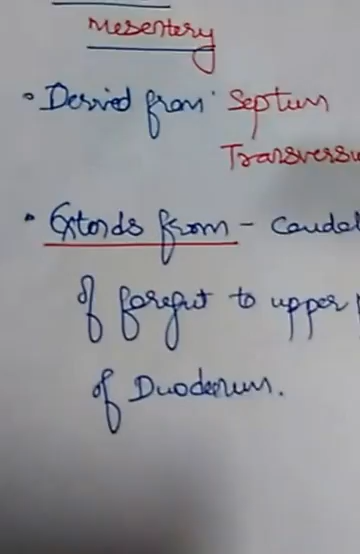 Mesentery
• Derived from Septum
Transversu
• Extends from - Caudal
of foregut to upper
of Duodenum.